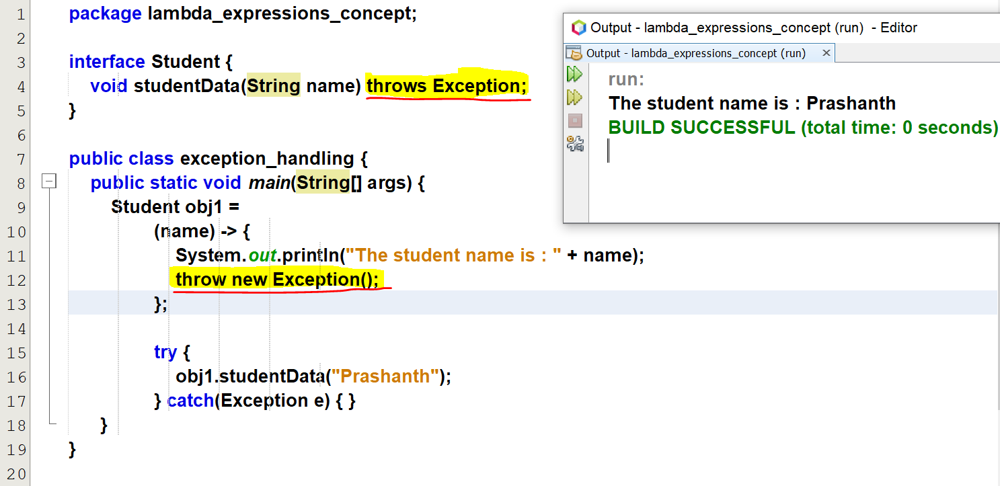 1 package lambda_expressions_concept;
2
3 interface Student {
4 void studentData(String name) throws Exception;
5 }
6
7 public class exception_handling {
8 public static void main(String[] args) {
9 Student obj1 =
10 (name) -> {
11 System.out.println("The student name is : " + name);
12 throw new Exception();
13 };
14
15 try {
16 obj1.studentData("Prashanth");
17 } catch(Exception e) { }
18 }
19 }
20
Output - lambda_expressions_concept (run) - Editor
Output - lambda_expressions_concept (run) ×
run:
The student name is : Prashanth
BUILD SUCCESSFUL (total time: 0 seconds)